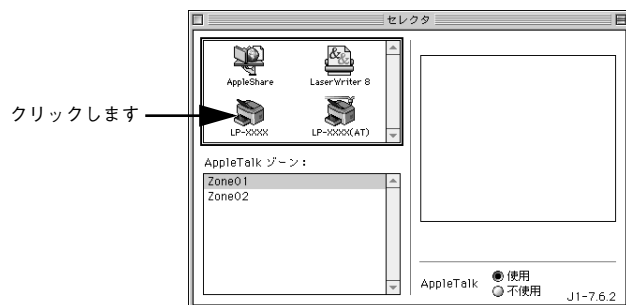 セレクタ
AppleShare
LaserWriter 8
クリックします
LP-XXXX
LP-XXXX(AT)
AppleTalk ゾーン：
Zone01
Zone02
AppleTalk
使用
不使用
J1-7.6.2